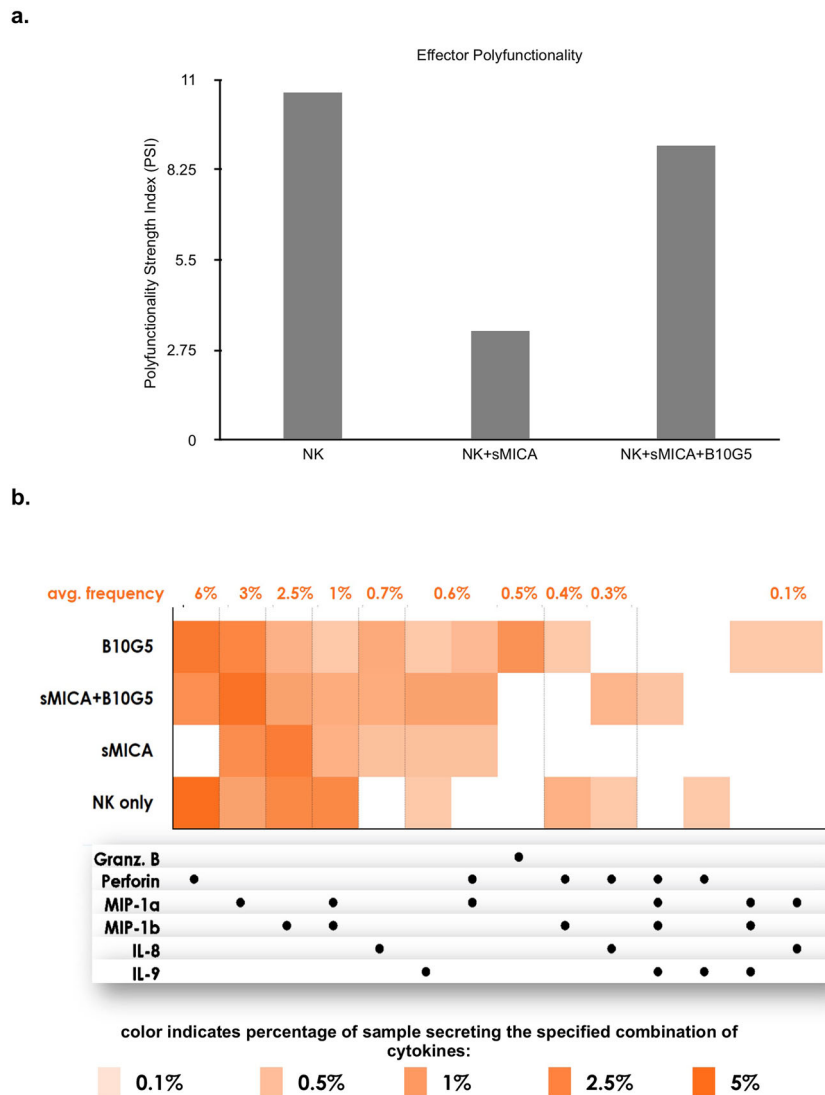 a.
Effector Polyfunctionality
Polyfunctionality Strength Index (PSI)
11
8.25
5.5
2.75
0
NK NK+sMICA NK+sMICA+B10G5
b.
avg. frequency 6% 3% 2.5% 1% 0.7% 0.6% 0.5% 0.4% 0.3% 0.1%
B10G5
sMICA+B10G5
sMICA
NK only
Granz. B
Perforin
MIP-1a
MIP-1b
IL-8
IL-9
color indicates percentage of sample secreting the specified combination of
cytokines:
0.1% 0.5% 1% 2.5% 5%